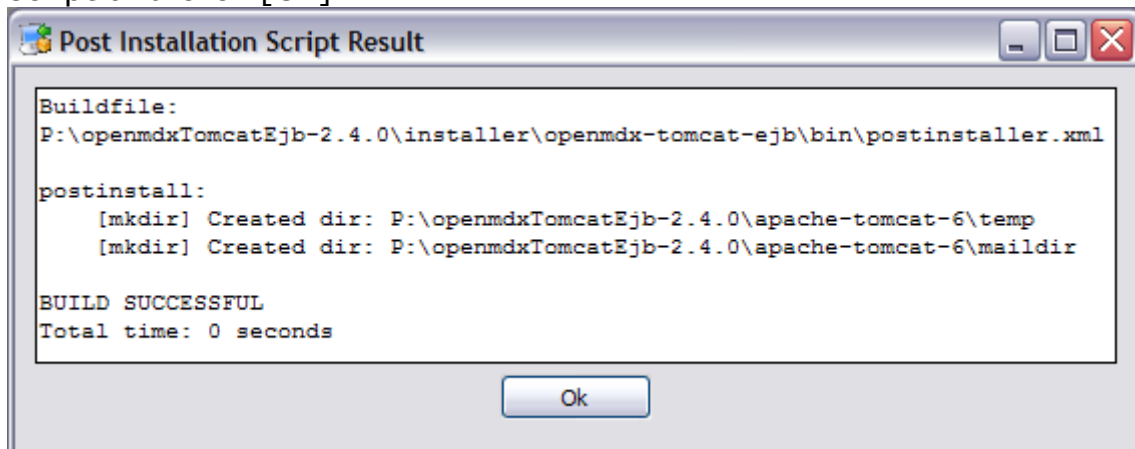 Post Installation Script Result
Buildfile:
P:\openmdxTomcatEjb-2.4.0\installer\openmdx-tomcat-ejb\bin\postinstaller.xml
postinstall:
[mkdir] Created dir: P:\openmdxTomcatEjb-2.4.0\apache-tomcat-6\temp
[mkdir] Created dir: P:\openmdxTomcatEjb-2.4.0\apache-tomcat-6\maildir
BUILD SUCCESSFUL
Total time: 0 seconds
Ok